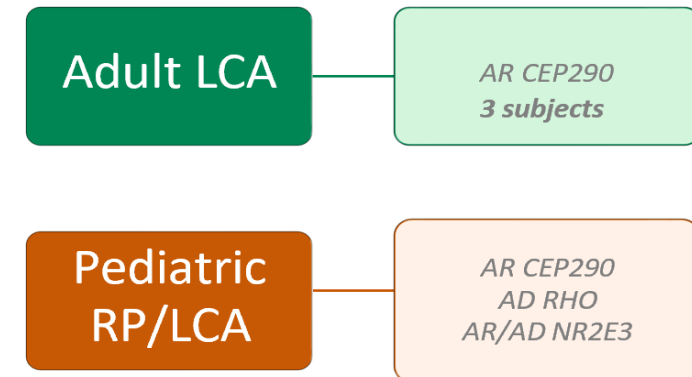 Adult LCA
AR CEP290
3 subjects
Pediatric
RP/LCA
AR CEP290
AD RHO
AR/AD NR2E3